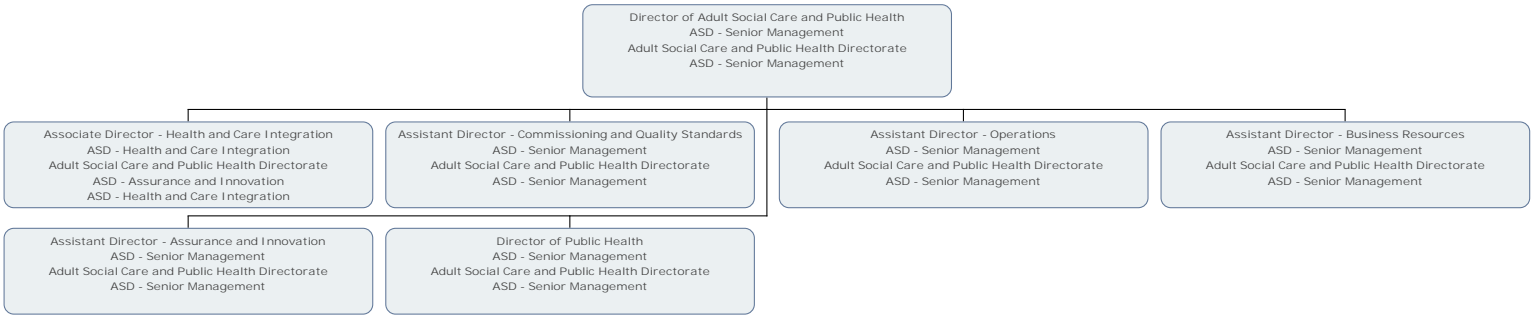 Director of Adult Social Care and Public Health
ASD - Senior Management
Adult Social Care and Public Health Directorate
ASD - Senior Management
Associate Director - Health and Care Integration
ASD - Health and Care Integration
Adult Social Care and Public Health Directorate
ASD - Assurance and Innovation
ASD - Health and Care Integration
Assistant Director - Commissioning and Quality Standards
ASD - Senior Management
Adult Social Care and Public Health Directorate
ASD - Senior Management
Assistant Director - Operations
ASD - Senior Management
Adult Social Care and Public Health Directorate
ASD - Senior Management
Assistant Director - Business Resources
ASD - Senior Management
Adult Social Care and Public Health Directorate
ASD - Senior Management
Assistant Director - Assurance and Innovation
ASD - Senior Management
Adult Social Care and Public Health Directorate
ASD - Senior Management
Director of Public Health
ASD - Senior Management
Adult Social Care and Public Health Directorate
ASD - Senior Management